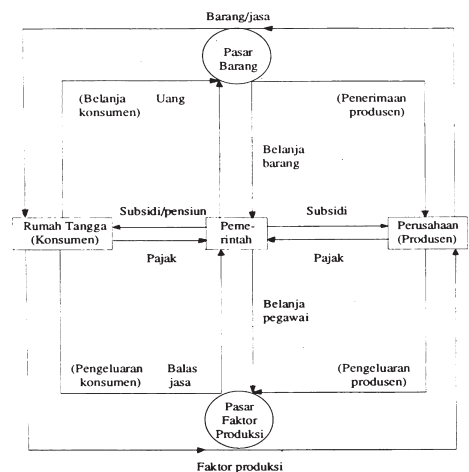 Barang/jasa
Pasar
Barang
(Belanja Uang
konsumen)
(Penerimaan
produsen)
Belanja
barang
Subsidi/pensiun
Subsidi
Rumah Tangga
(Konsumen)
Peme-
rintah
Perusahaan
(Produsen)
Pajak
Pajak
Belanja
pegawai
(Pengeluaran Balas
konsumen) jasa
(Pengeluaran
produsen)
Pasar
Faktor
Produksi
Faktor produksi